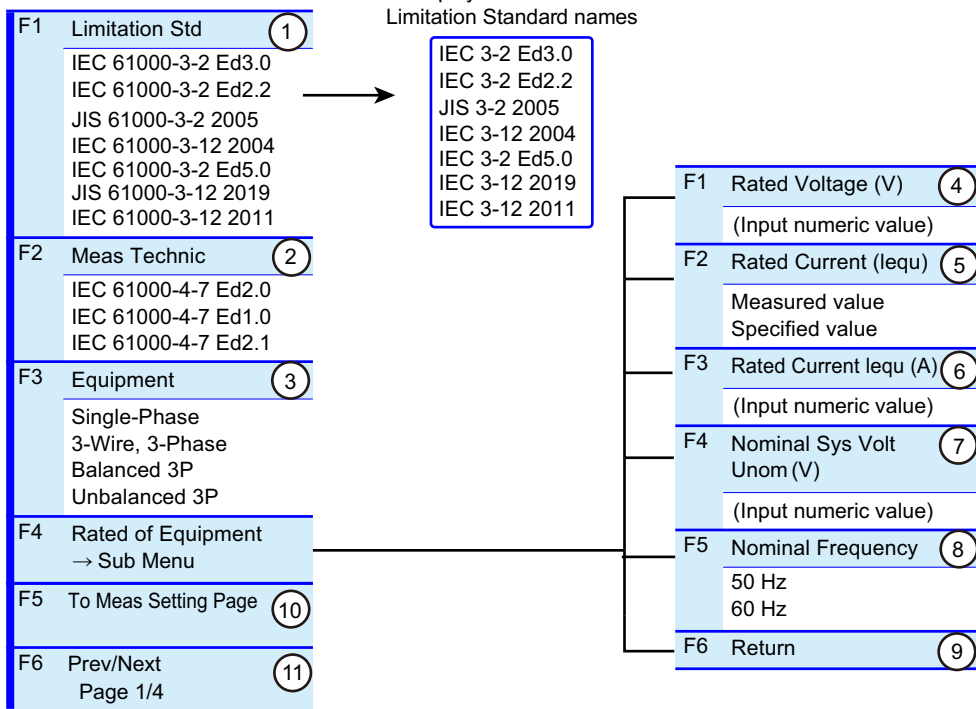 Limitation Standard names
F1 Limitation Std 1
IEC 61000-3-2 Ed3.0
IEC 61000-3-2 Ed2.2
JIS 61000-3-2 2005
IEC 61000-3-12 2004
IEC 61000-3-2 Ed5.0
JIS 61000-3-12 2019
IEC 61000-3-12 2011
IEC 3-2 Ed3.0
IEC 3-2 Ed2.2
JIS 3-2 2005
IEC 3-12 2004
IEC 3-2 Ed5.0
IEC 3-12 2019
IEC 3-12 2011
F2 Meas Technic 2
IEC 61000-4-7 Ed2.0
IEC 61000-4-7 Ed1.0
IEC 61000-4-7 Ed2.1
F3 Equipment 3
Single-Phase
3-Wire, 3-Phase
Balanced 3P
Unbalanced 3P
F4 Rated of Equipment
→ Sub Menu
F5 To Meas Setting Page 10
F6 Prev/Next 11
Page 1/4
F1 Rated Voltage (V) 4
(Input numeric value)
F2 Rated Current (Iequ) 5
Measured value
Specified value
F3 Rated Current Iequ (A) 6
(Input numeric value)
F4 Nominal Sys Volt 7
Unom (V)
(Input numeric value)
F5 Nominal Frequency 8
50 Hz
60 Hz
F6 Return 9